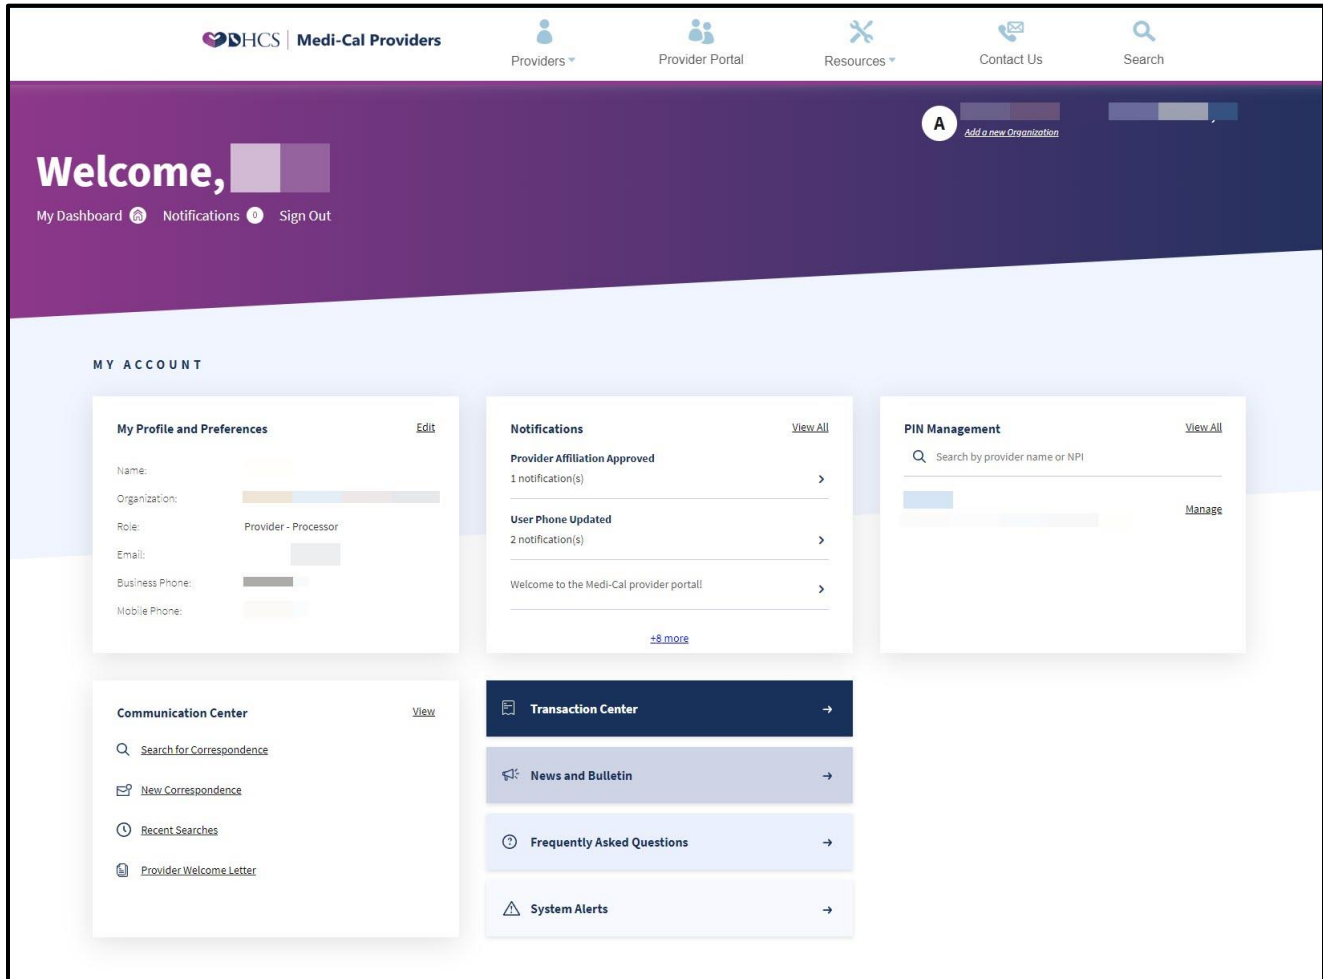 DHCS | Medi-Cal Providers
Providers
Provider Portal
Resources
Contact Us
Search
A
Add a new Organization
Welcome,
My Dashboard
Notifications 0
Sign Out
MY ACCOUNT
My Profile and Preferences
Edit
Name:
Organization:
Role: Provider - Processor
Email:
Business Phone:
Mobile Phone:
Notifications
View All
Provider Affiliation Approved
1 notification(s)
User Phone Updated
2 notification(s)
Welcome to the Medi-Cal provider portal!
+8 more
PIN Management
View All
Search by provider name or NPI
Manage
Communication Center
View
Search for Correspondence
New Correspondence
Recent Searches
Provider Welcome Letter
Transaction Center
News and Bulletin
Frequently Asked Questions
System Alerts